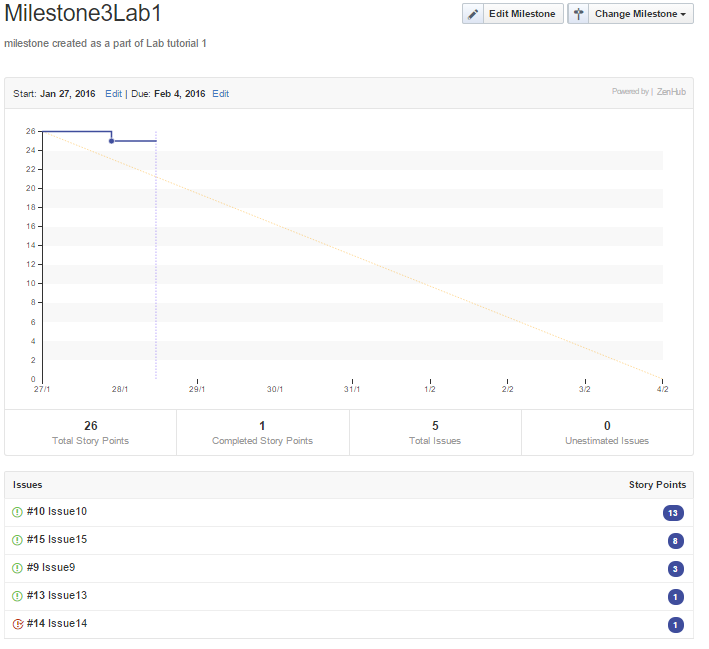 Milestone3Lab1
Edit Milestone
Change Milestone
milestone created as a part of Lab tutorial 1
Start: Jan 27, 2016 Edit | Due: Feb 4, 2016 Edit
Powered by | ZenHub
26
24
22
20
18
16
14
12
10
8
6
4
2
0
27/1 28/1 29/1 30/1 31/1 1/2 2/2 3/2 4/2
26 1 5 0
Total Story Points Completed Story Points Total Issues Unestimated Issues
Issues Story Points
#10 Issue10 13
#15 Issue15 8
#9 Issue9 3
#13 Issue13 1
#14 Issue14 1